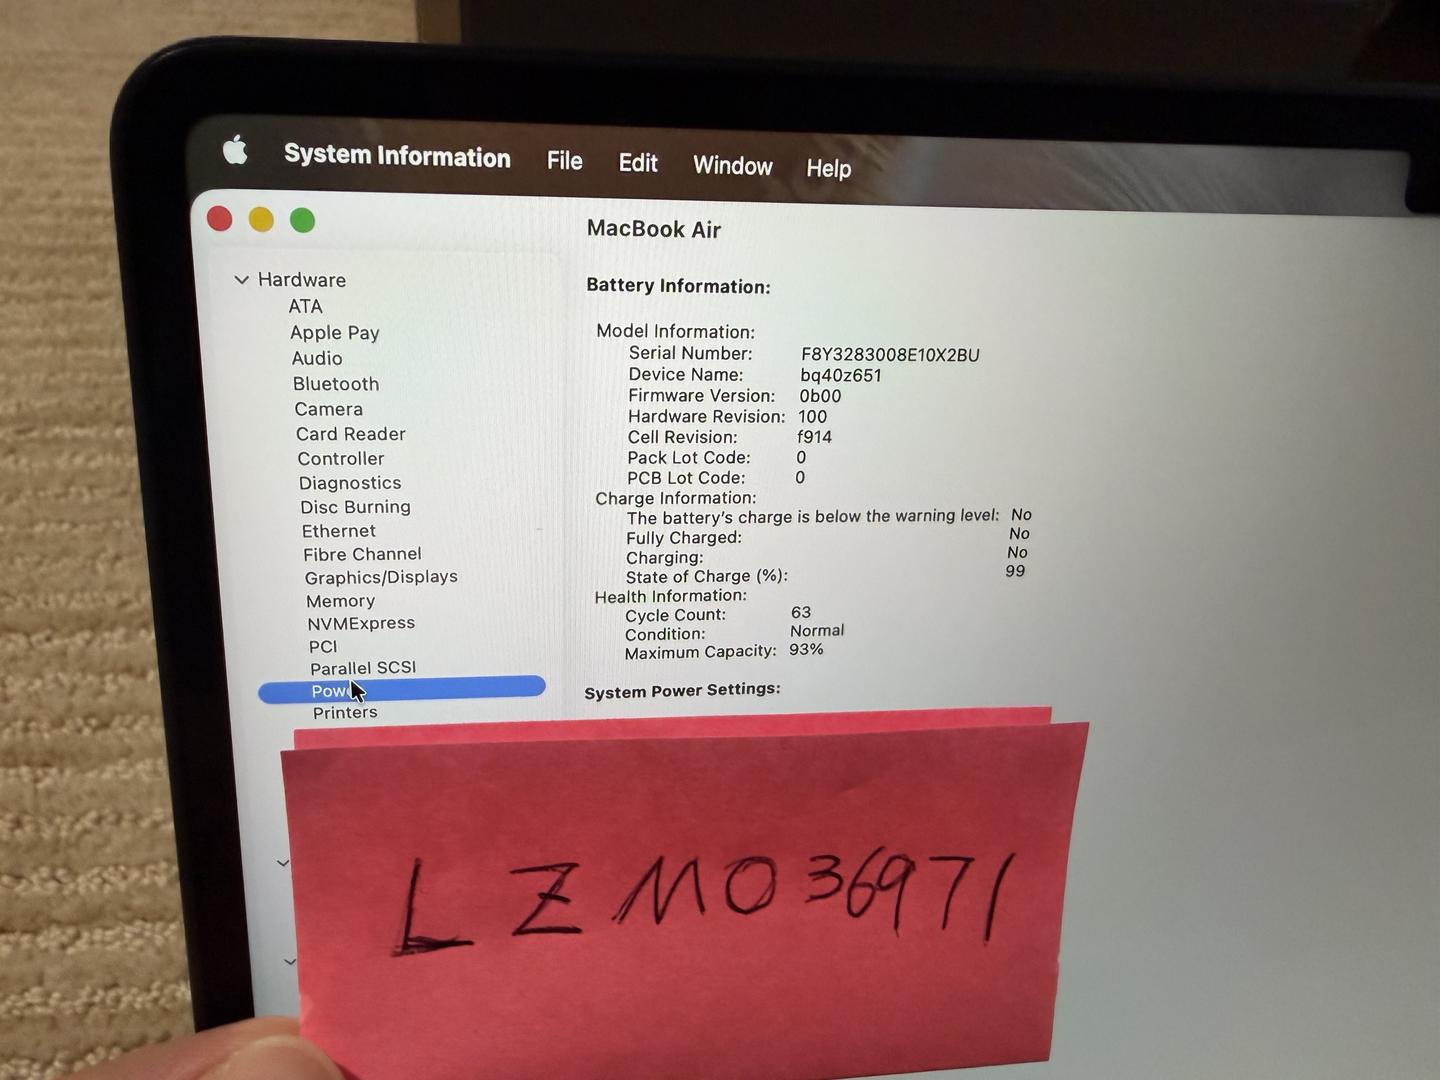 System Information File Edit Window Help
MacBook Air
Hardware
ATA
Apple Pay
Audio
Bluetooth
Camera
Card Reader
Controller
Diagnostics
Disc Burning
Ethernet
Fibre Channel
Graphics/Displays
Memory
NVMExpress
PCI
Parallel SCSI
Printers
Battery Information:
Model Information:
Serial Number: F8Y3283008E10X2BU
Device Name: bq40z651
Firmware Version: 0b00
Hardware Revision: 100
Cell Revision: f914
Pack Lot Code: 0
PCB Lot Code: 0
Charge Information:
The battery's charge is below the warning level: No
Fully Charged: No
Charging: No
State of Charge (%): 99
Health Information:
Cycle Count: 63
Condition: Normal
Maximum Capacity: 93%
System Power Settings:
LZMO36971